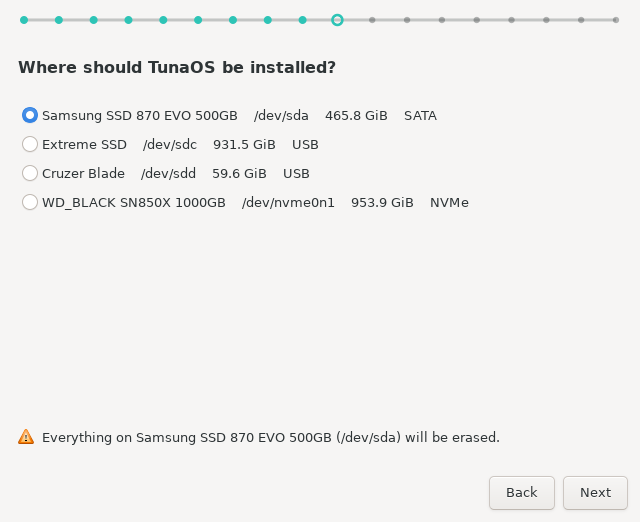 Where should TunaOS be installed?
Samsung SSD 870 EVO 500GB /dev/sda 465.8 GiB SATA
Extreme SSD /dev/sdc 931.5 GiB USB
Cruzer Blade /dev/sdd 59.6 GiB USB
WD_BLACK SN850X 1000GB /dev/nvme0n1 953.9 GiB NVMe
Everything on Samsung SSD 870 EVO 500GB (/dev/sda) will be erased.
Back Next